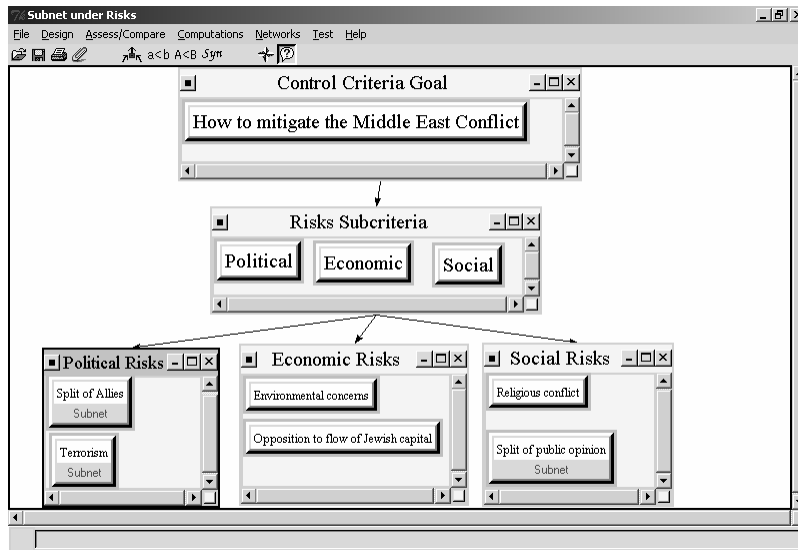 Subnet under Risks
File Design Assess/Compare Computations Networks Test Help
a<b A<B Syn
Control Criteria Goal
How to mitigate the Middle East Conflict
Risks Subcriteria
Political Economic Social
Political Risks
Split of Allies
Subnet
Terrorism
Subnet
Economic Risks
Environmental concerns
Opposition to flow of Jewish capital
Social Risks
Religious conflict
Split of public opinion
Subnet